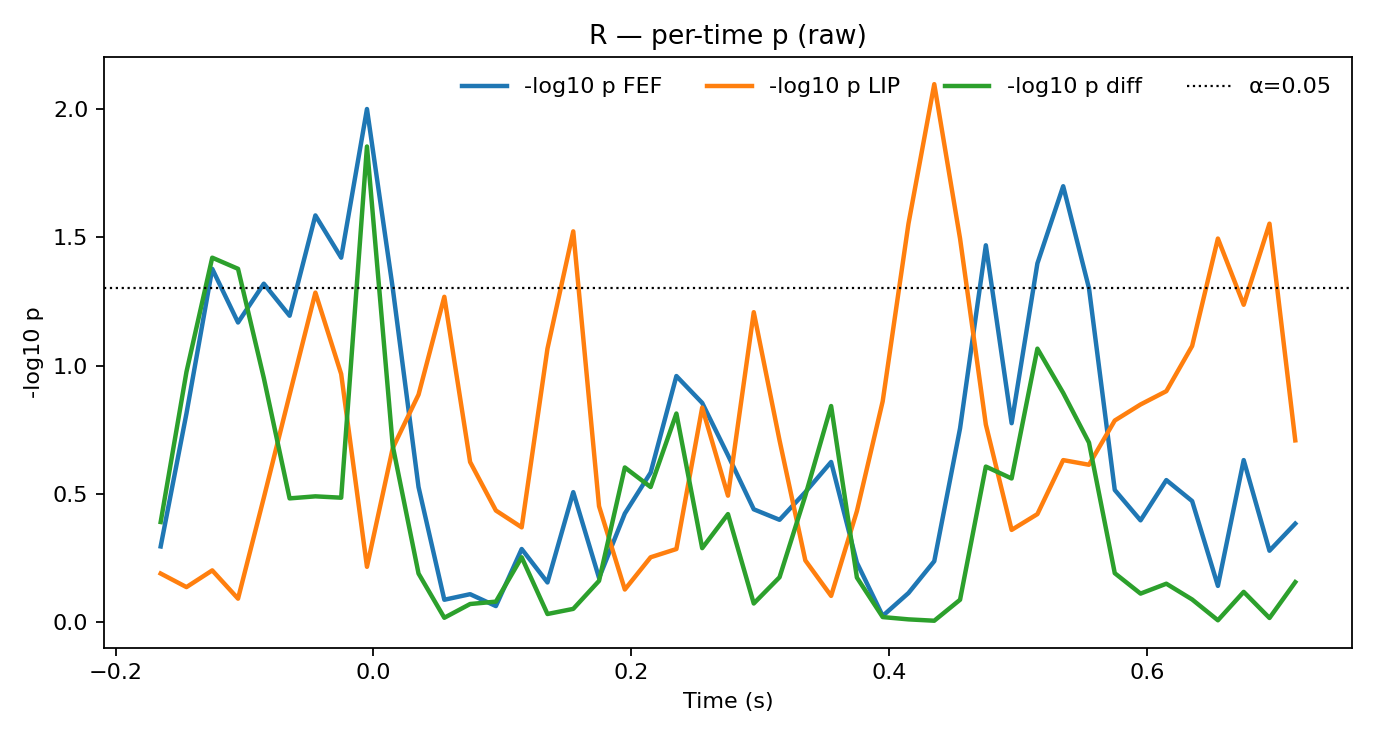 R — per-time p (raw)
-log10 p FEF
-log10 p LIP
-log10 p diff
α=0.05
2.0
1.5
1.0
0.5
0.0
-log10 p
−0.2
0.0
0.2
0.4
0.6
Time (s)